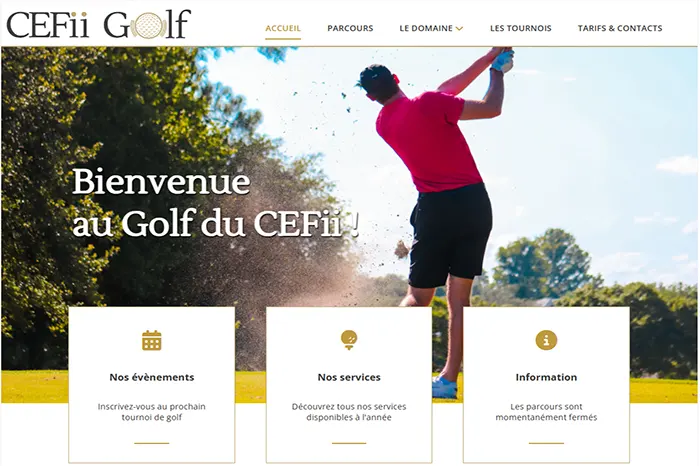 CEFii Golf
ACCUEIL PARCOURS LE DOMAINE LES TOURNOIS TARIFS & CONTACTS
Bienvenue
au Golf du CEFii !
Nos évènements
Inscrivez-vous au prochain
tournoi de golf
Nos services
Découvrez tous nos services
disponibles à l'année
Information
Les parcours sont
momentanément fermés